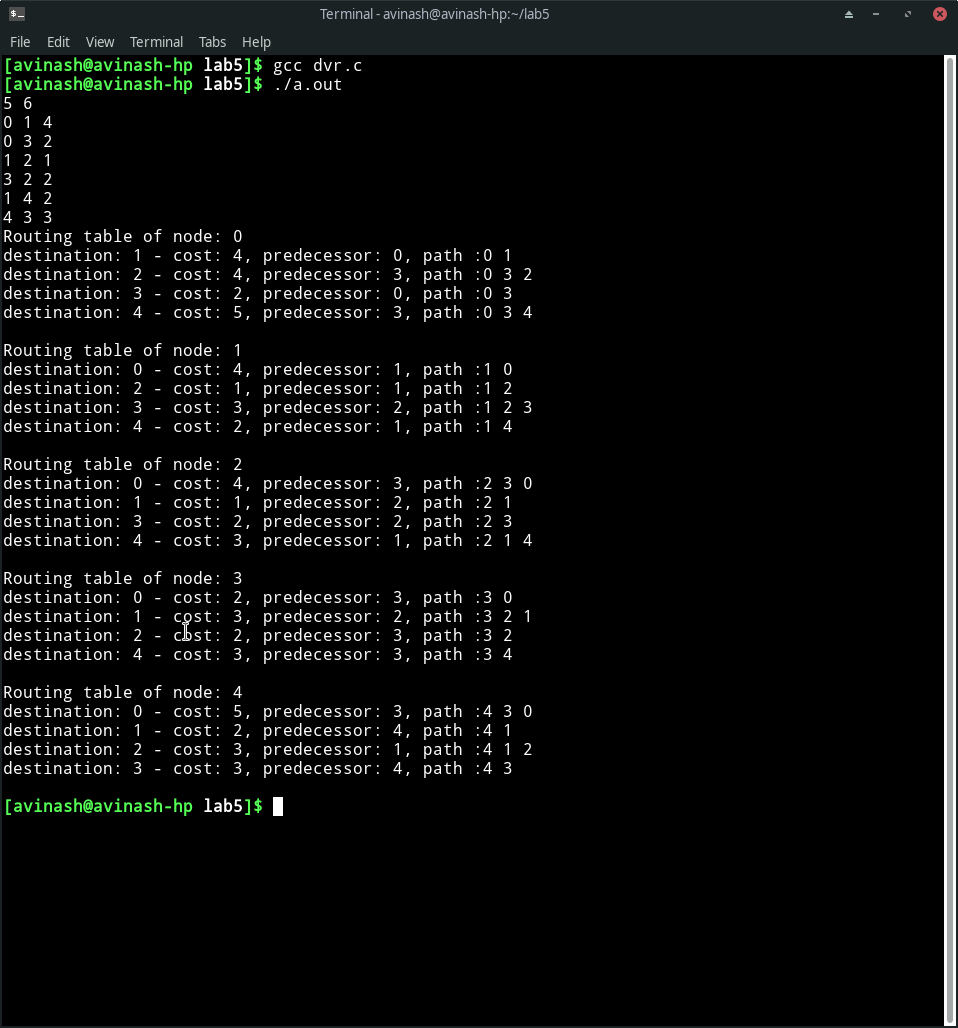 Terminal - avinash@avinash-hp:~/lab5
File Edit View Terminal Tabs Help
[avinash@avinash-hp lab5]$ gcc dvr.c
[avinash@avinash-hp lab5]$ ./a.out
5 6
0 1 4
0 3 2
1 2 1
3 2 2
1 4 2
4 3 3
Routing table of node: 0
destination: 1 - cost: 4, predecessor: 0, path :0 1
destination: 2 - cost: 4, predecessor: 3, path :0 3 2
destination: 3 - cost: 2, predecessor: 0, path :0 3
destination: 4 - cost: 5, predecessor: 3, path :0 3 4

Routing table of node: 1
destination: 0 - cost: 4, predecessor: 1, path :1 0
destination: 2 - cost: 1, predecessor: 1, path :1 2
destination: 3 - cost: 3, predecessor: 2, path :1 2 3
destination: 4 - cost: 2, predecessor: 1, path :1 4

Routing table of node: 2
destination: 0 - cost: 4, predecessor: 3, path :2 3 0
destination: 1 - cost: 1, predecessor: 2, path :2 1
destination: 3 - cost: 2, predecessor: 2, path :2 3
destination: 4 - cost: 3, predecessor: 1, path :2 1 4

Routing table of node: 3
destination: 0 - cost: 2, predecessor: 3, path :3 0
destination: 1 - cost: 3, predecessor: 2, path :3 2 1
destination: 2 - cost: 2, predecessor: 3, path :3 2
destination: 4 - cost: 3, predecessor: 3, path :3 4

Routing table of node: 4
destination: 0 - cost: 5, predecessor: 3, path :4 3 0
destination: 1 - cost: 2, predecessor: 4, path :4 1
destination: 2 - cost: 3, predecessor: 1, path :4 1 2
destination: 3 - cost: 3, predecessor: 4, path :4 3

[avinash@avinash-hp lab5]$